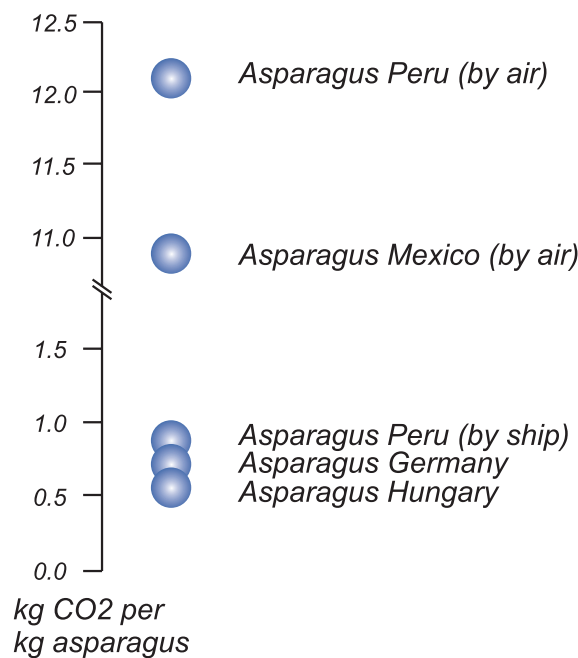 12.5
Asparagus Peru (by air)
12.0
11.5
11.0
Asparagus Mexico (by air)
1.5
1.0
Asparagus Peru (by ship)
Asparagus Germany
Asparagus Hungary
0.5
0.0
kg CO2 per
kg asparagus